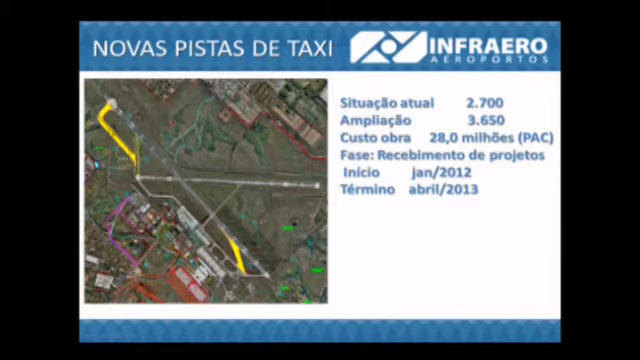 NOVAS PISTAS DE TAXI
INFRAERO
AEROPORTOS
Situação atual 2.700
Ampliação 3.650
Custo obra 28,0 milhões (PAC)
Fase: Recebimento de projetos
Início jan/2012
Término abril/2013